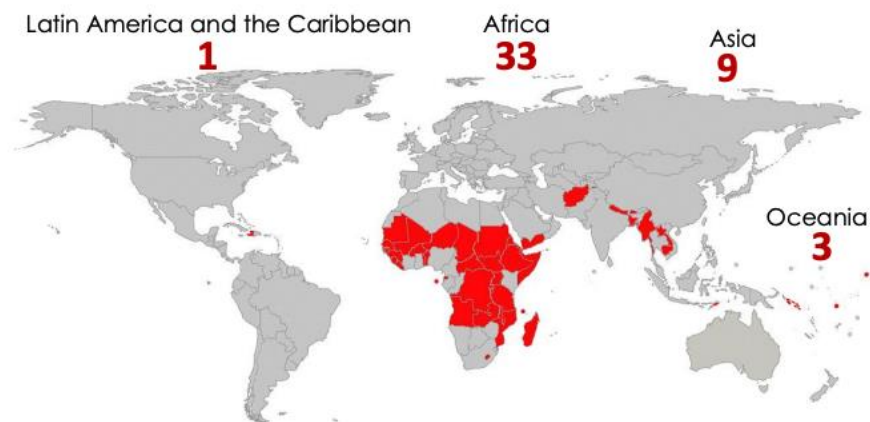 Latin America and the Caribbean
1
Africa
33
Asia
9
Oceania
3